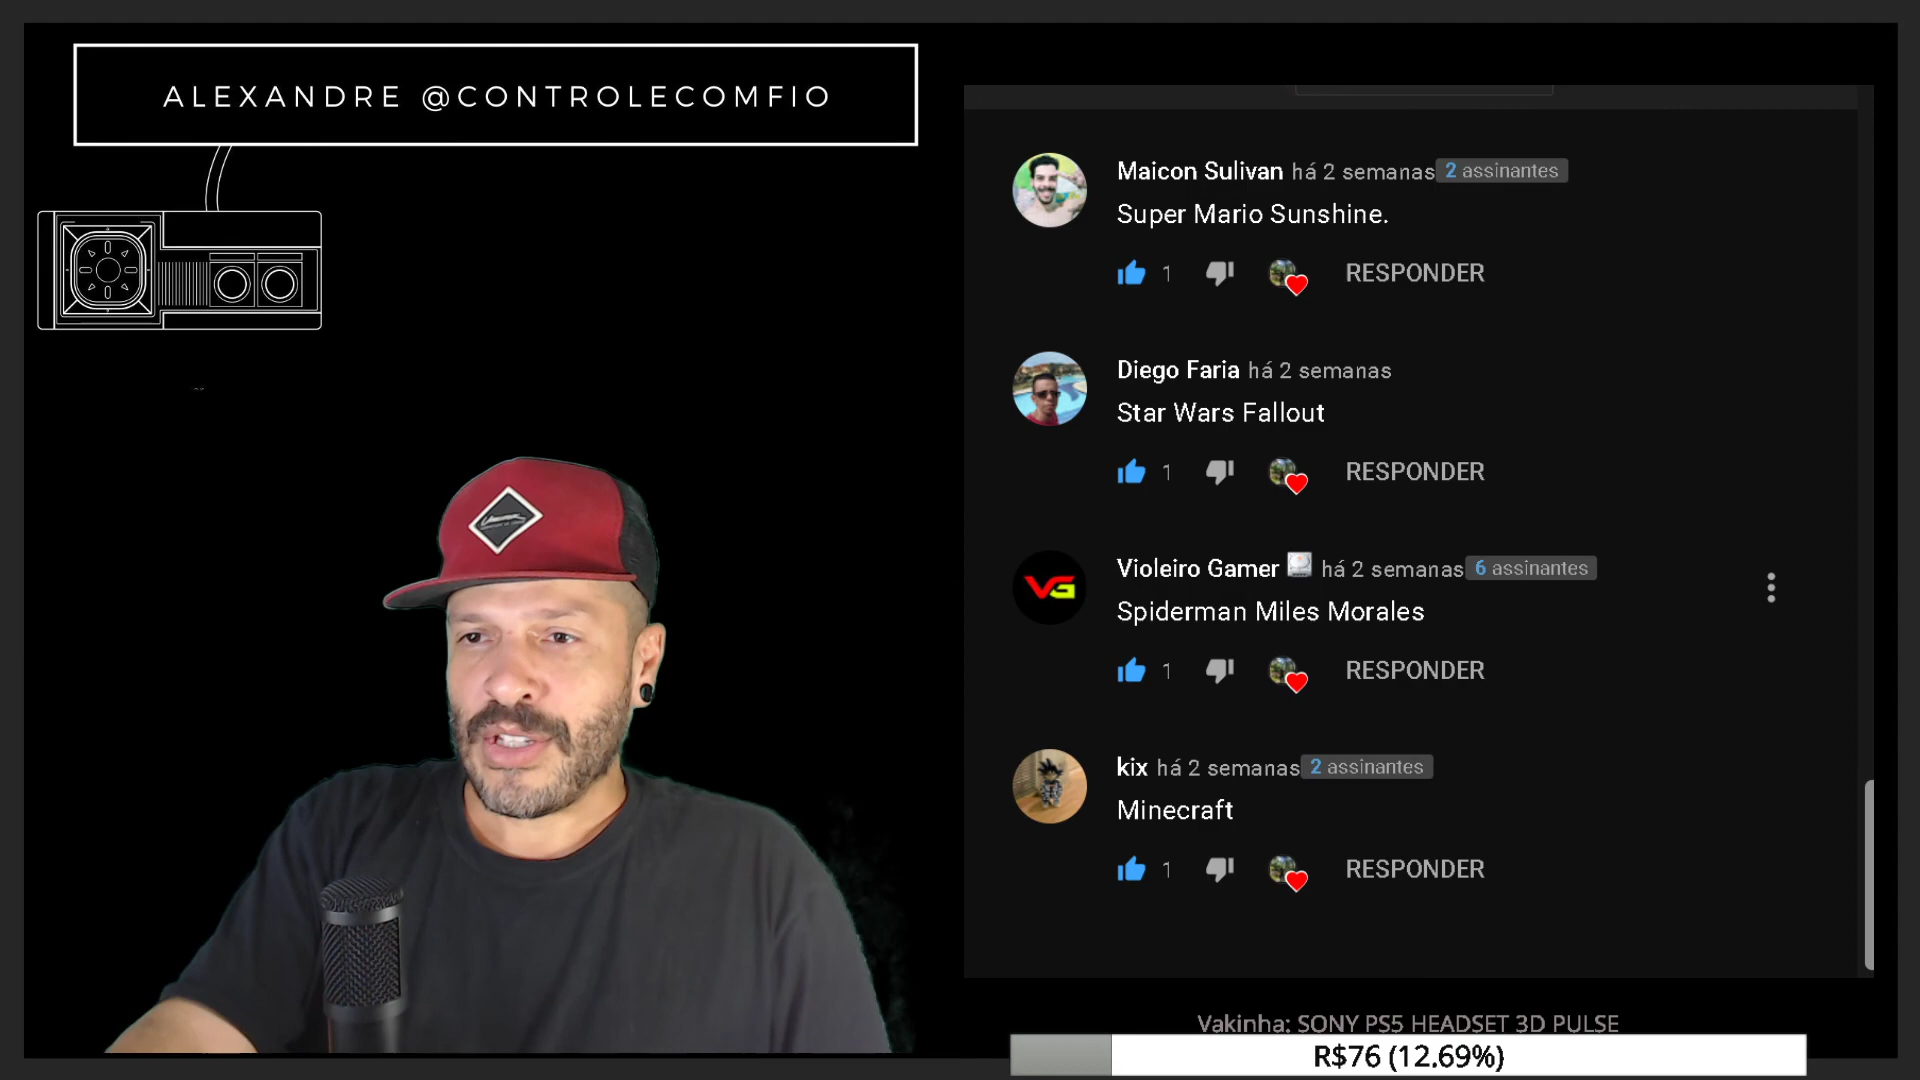 ALEXANDRE @CONTROLECOMFIO
Maicon Sulivan há 2 semanas 2 assinantes
Super Mario Sunshine.
1 RESPONDER
Diego Faria há 2 semanas
Star Wars Fallout
1 RESPONDER
VG
Violeiro Gamer há 2 semanas 6 assinantes
Spiderman Miles Morales
1 RESPONDER
kix há 2 semanas 2 assinantes
Minecraft
1 RESPONDER
Vakinha: SONY PS5 HEADSET 3D PULSE
R$76 (12.69%)